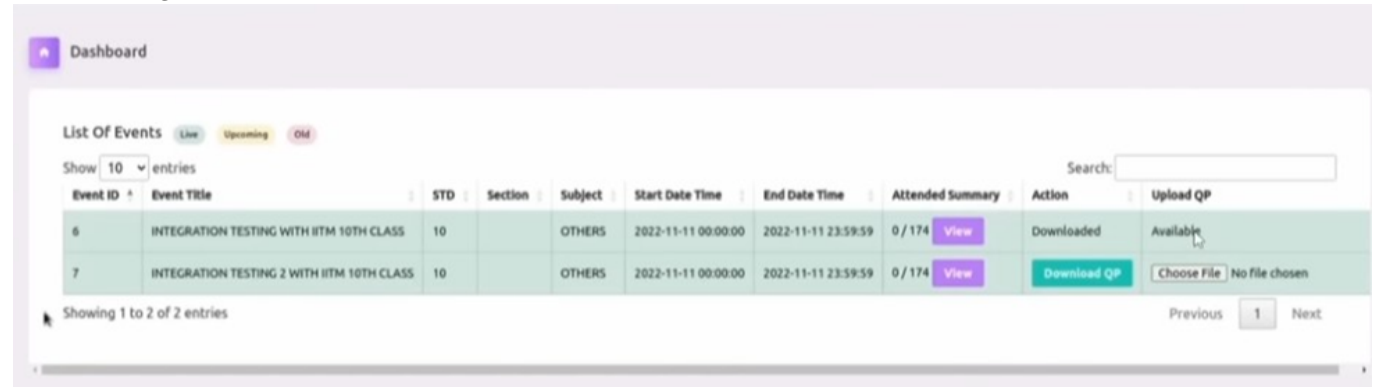 Dashboard
List Of Events Live Upcoming Old
Show 10 entries Search:
Event ID Event Title STD Section Subject Start Date Time End Date Time Attended Summary Action Upload QP
6 INTEGRATION TESTING WITH IITM 10TH CLASS 10 OTHERS 2022-11-11 00:00:00 2022-11-11 23:59:59 0 / 174 View Downloaded Available
7 INTEGRATION TESTING 2 WITH IITM 10TH CLASS 10 OTHERS 2022-11-11 00:00:00 2022-11-11 23:59:59 0 / 174 View Download QP Choose File No file chosen
Showing 1 to 2 of 2 entries Previous 1 Next